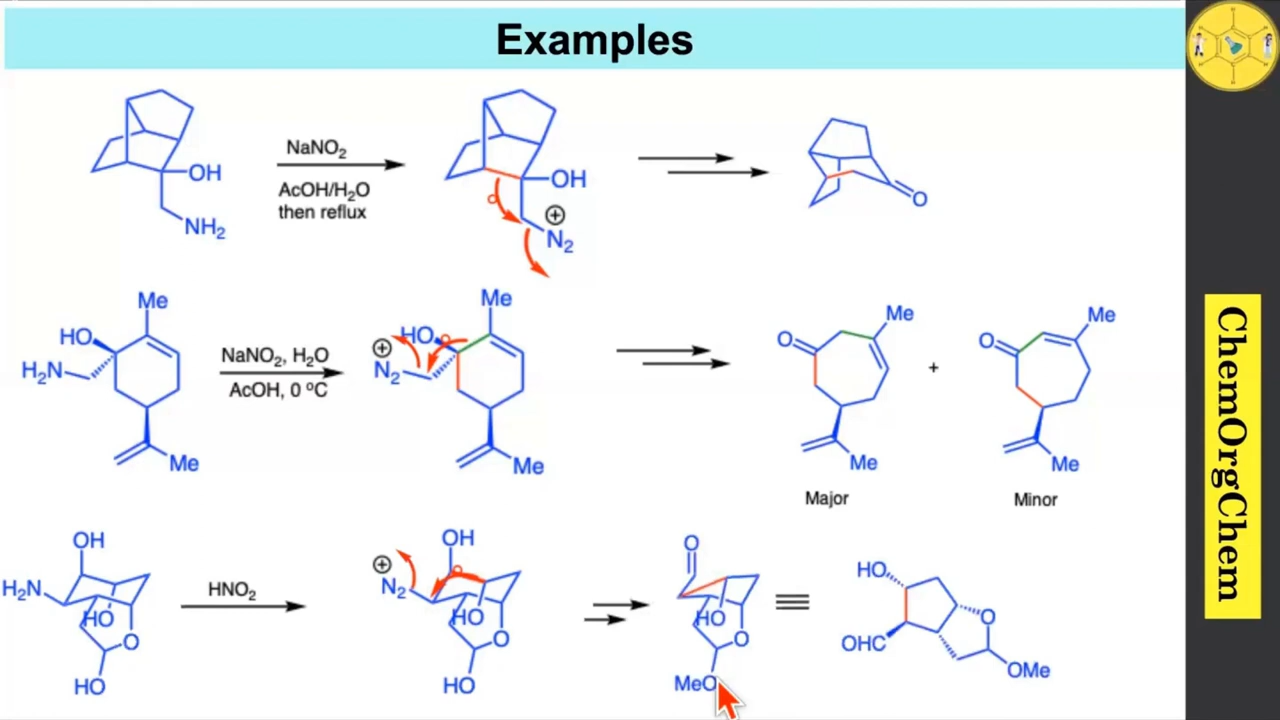 Examples
OH
NH₂
NaNO₂
AcOH/H₂O
then reflux
OH
⊕
N₂
O
Me
HO
H₂N
Me
NaNO₂, H₂O
AcOH, 0 ºC
Me
HO
⊕
N₂
Me
O
Me
Me
Major
+
O
Me
Me
Minor
OH
H₂N
HO
O
HO
HNO₂
OH
⊕
N₂
HO
O
HO
O
HO
O
MeO
HO
O
OHC
OMe
ChemOrgChem